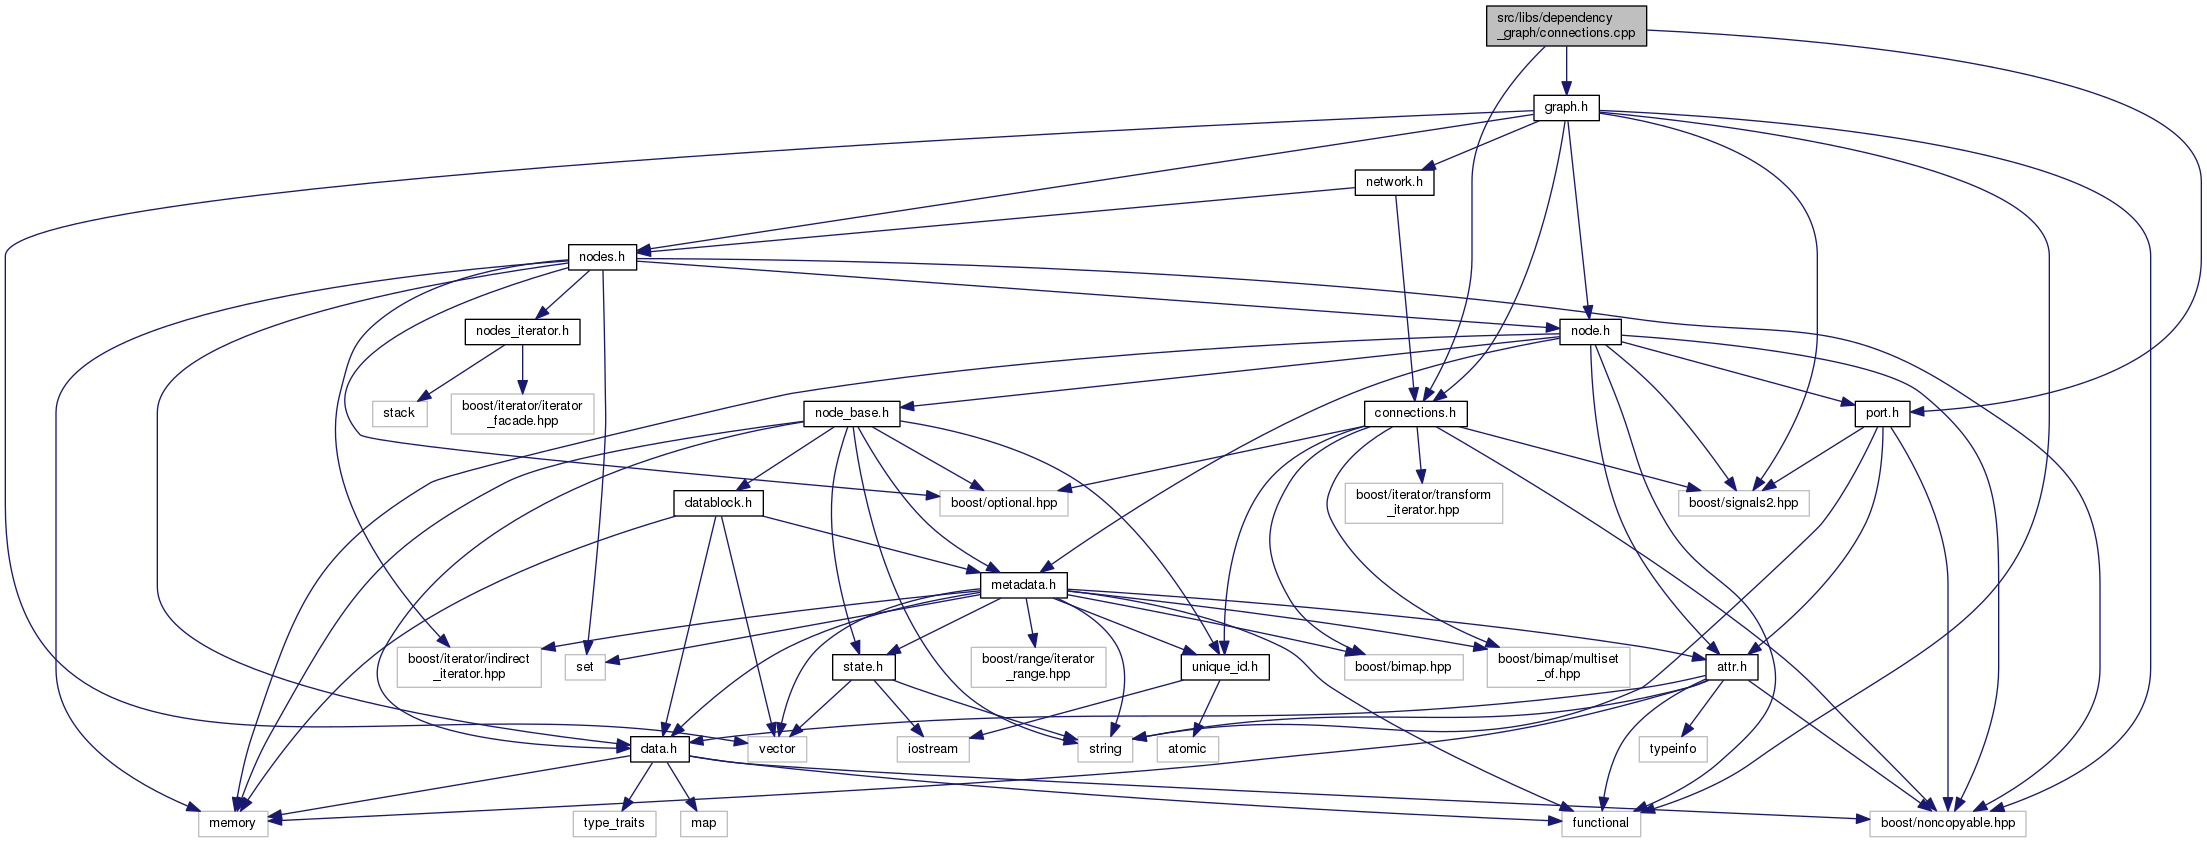 src/libs/dependency
_graph/connections.cpp
graph.h
network.h
nodes.h
nodes_iterator.h
node.h
stack
boost/iterator/iterator
_facade.hpp
node_base.h
connections.h
port.h
datablock.h
boost/optional.hpp
boost/iterator/transform
_iterator.hpp
boost/signals2.hpp
metadata.h
boost/iterator/indirect
_iterator.hpp
set
state.h
boost/range/iterator
_range.hpp
unique_id.h
boost/bimap.hpp
boost/bimap/multiset
_of.hpp
attr.h
data.h
vector
iostream
string
atomic
typeinfo
memory
type_traits
map
functional
boost/noncopyable.hpp